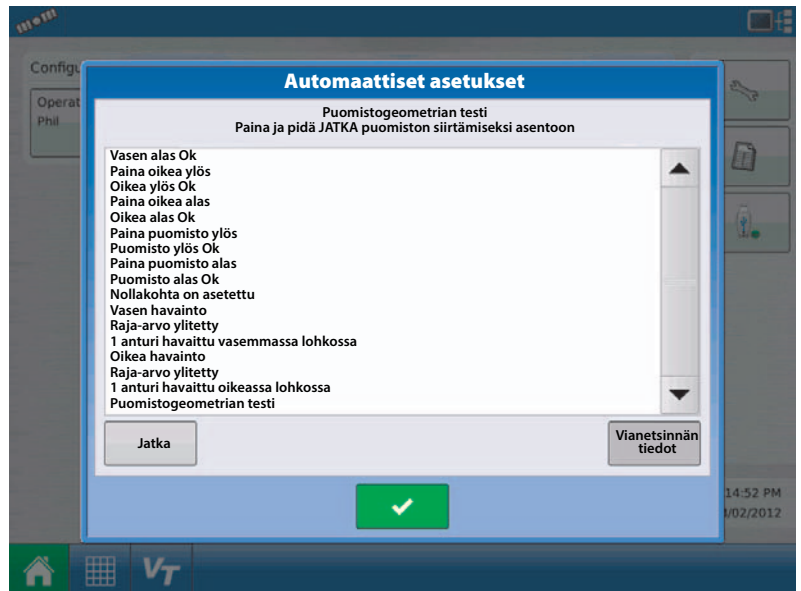 Configu
Operat
Phil
Automaattiset asetukset
Puomistogeometrian testi
Paina ja pidä JATKA puomiston siirtämiseksi asentoon
Vasen alas Ok
Paina oikea ylös
Oikea ylös Ok
Paina oikea alas
Oikea alas Ok
Paina puomisto ylös
Puomisto ylös Ok
Paina puomisto alas
Puomisto alas Ok
Nollakohta on asetettu
Vasen havainto
Raja-arvo ylitetty
1 anturi havaittu vasemmassa lohkossa
Oikea havainto
Raja-arvo ylitetty
1 anturi havaittu oikeassa lohkossa
Puomistogeometrian testi
Jatka
Vianetsinnän
tiedot
14:52 PM
/02/2012
VT